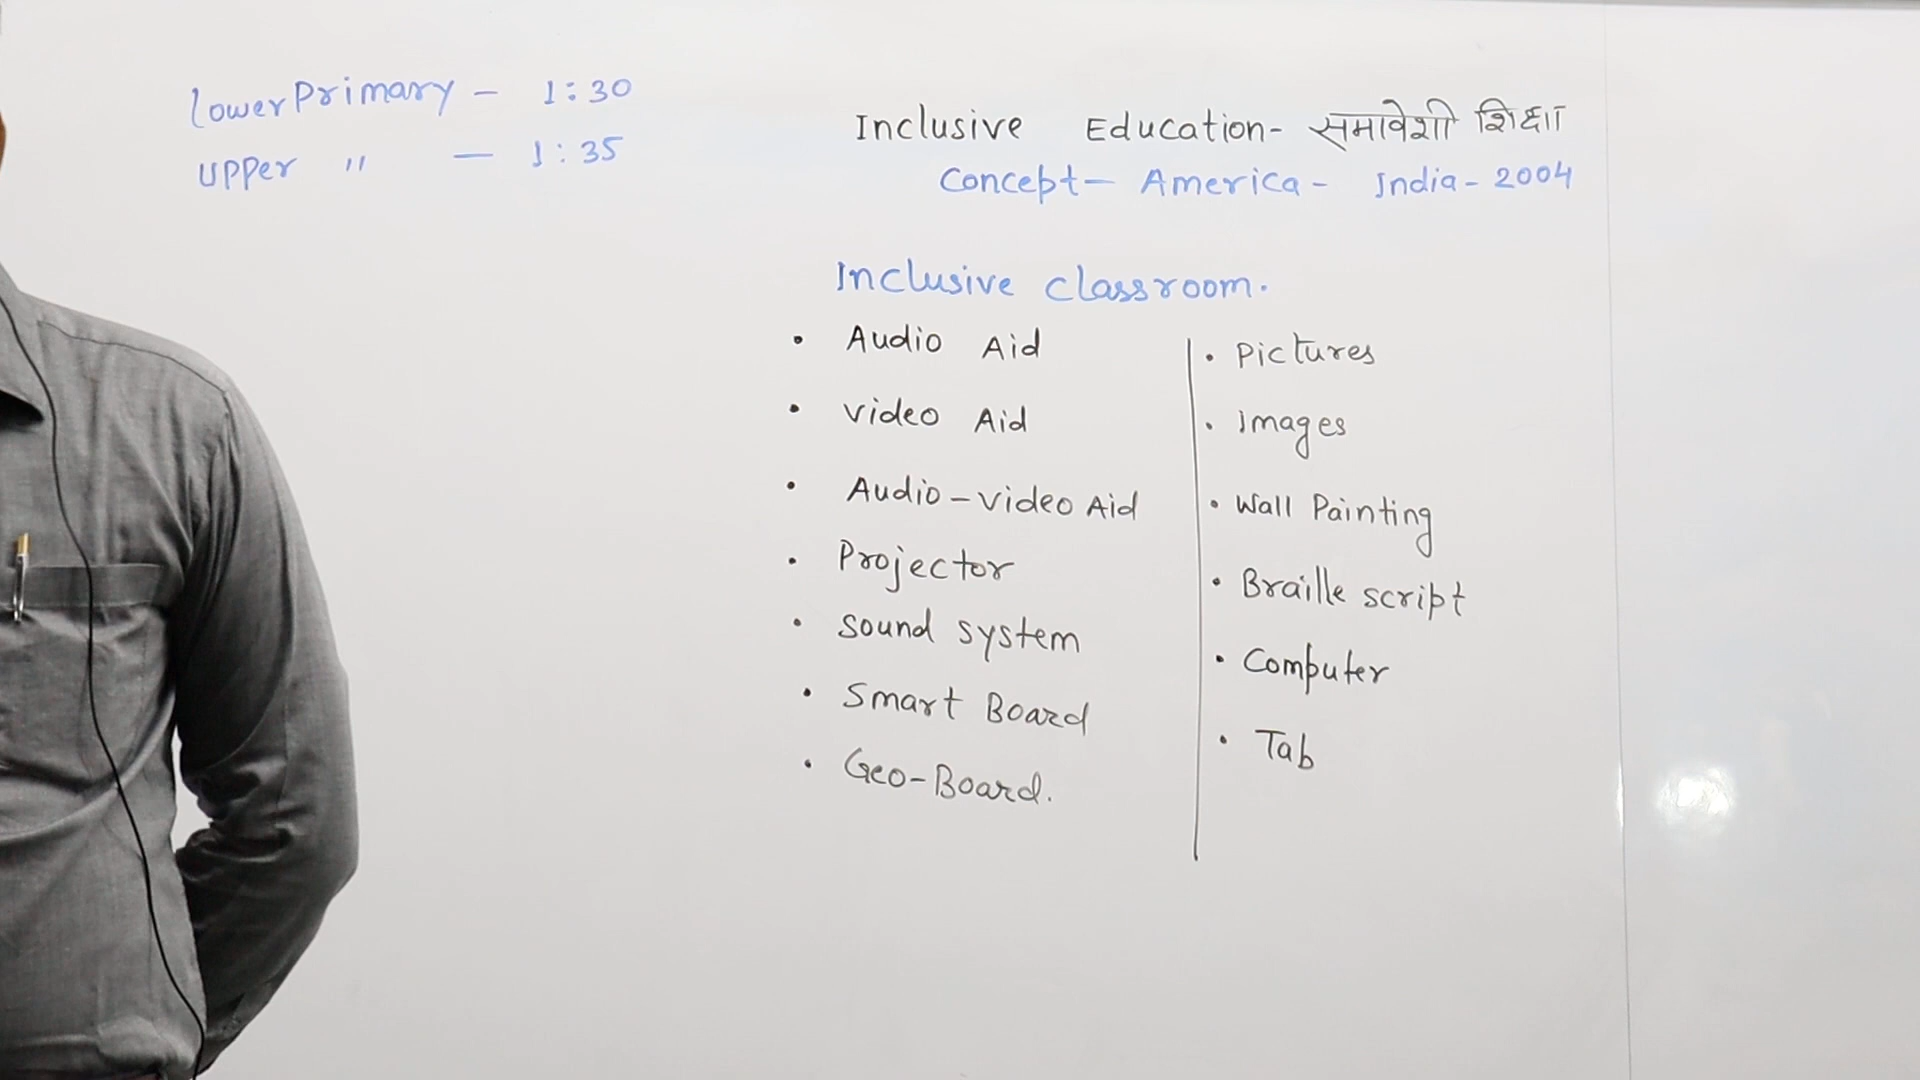 Lower Primary - 1:30
Upper " - 1:35
Inclusive Education- समावेशी शिक्षा
Concept- America- India-2004
Inclusive classroom.
• Audio Aid
• Video Aid
• Audio-Video Aid
• Projector
• Sound system
• Smart Board
• Geo-Board.
• Pictures
• Images
• Wall Painting
• Braille script
• Computer
• Tab